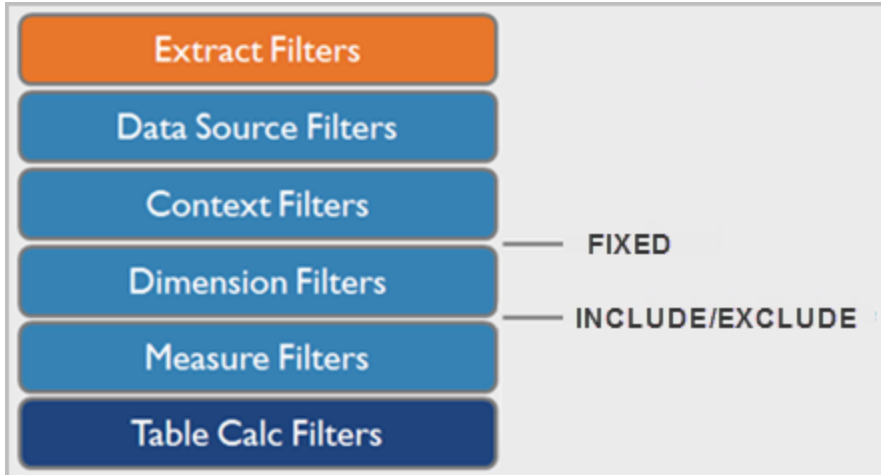 Extract Filters
Data Source Filters
Context Filters
FIXED
Dimension Filters
INCLUDE/EXCLUDE
Measure Filters
Table Calc Filters